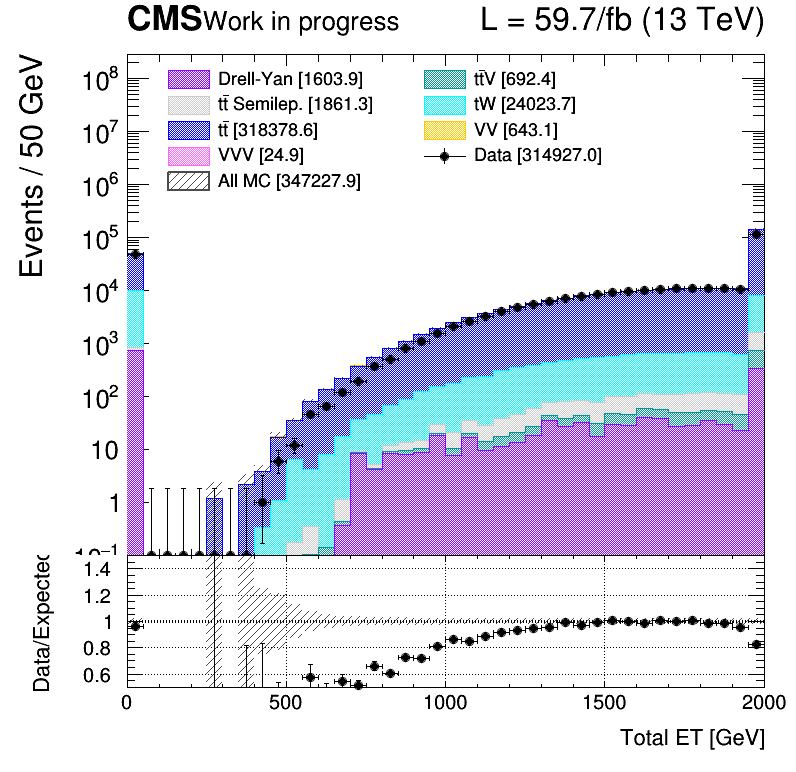 CMS Work in progress L = 59.7/fb (13 TeV)
Events / 50 GeV
10⁸
10⁷
10⁶
10⁵
10⁴
10³
10²
10
1
10⁻¹
Drell-Yan [1603.9]
tt̄ Semilep. [1861.3]
tt̄ [318378.6]
VVV [24.9]
All MC [347227.9]
tt̄V [692.4]
tW [24023.7]
VV [643.1]
Data [314927.0]
Data/Expected
1.4
1.2
1
0.8
0.6
0 500 1000 1500 2000
Total ET [GeV]